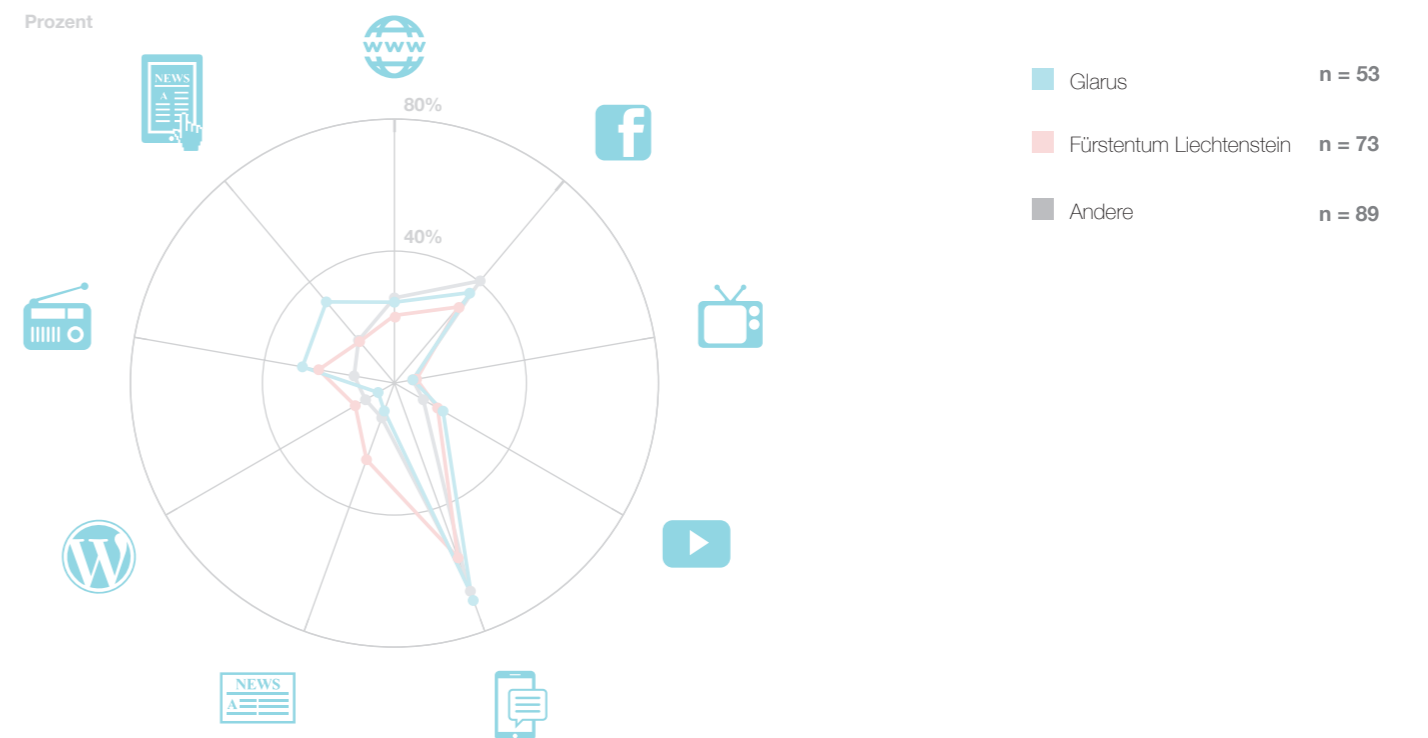 Prozent
www
NEWS
A
80%
f
40%
W
NEWS
A
Glarus n = 53
Fürstentum Liechtenstein n = 73
Andere n = 89